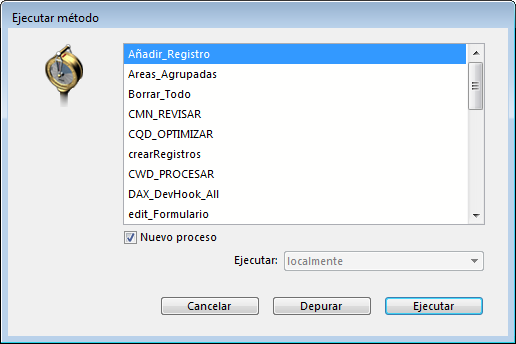 Ejecutar método
Añadir_Registro
Areas_Agrupadas
Borrar_Todo
CMN_REVISAR
CQD_OPTIMIZAR
crearRegistros
CWD_PROCESAR
DAX_DevHook_All
edit_Formulario
Nuevo proceso
Ejecutar: localmente
Cancelar Depurar Ejecutar